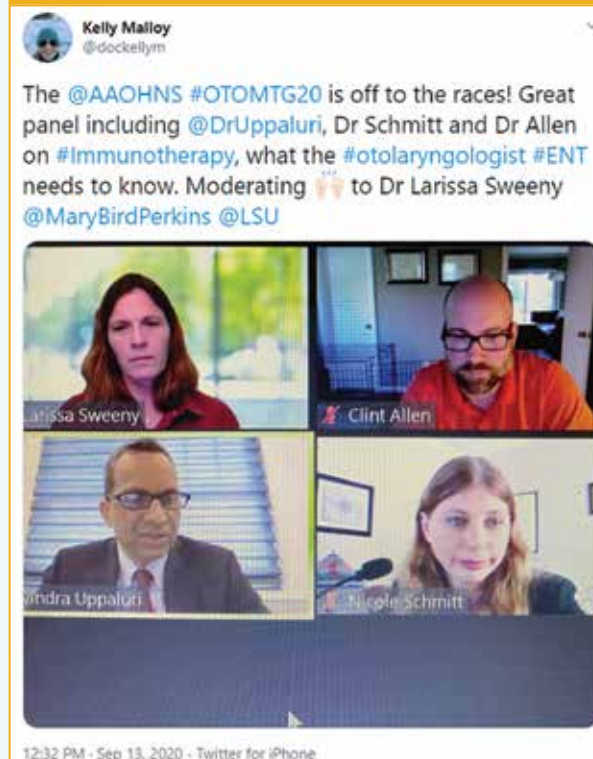 Kelly Malloy
@dockellym
The @AAOHNS #OTOMTG20 is off to the races! Great
panel including @DrUppaluri, Dr Schmitt and Dr Allen
on #Immunotherapy, what the #otolaryngologist #ENT
needs to know. Moderating 🙌🏻 to Dr Larissa Sweeny
@MaryBirdPerkins @LSU
Larissa Sweeny
Clint Allen
vindra Uppaluri
Nicole Schmitt
12:32 PM · Sep 13, 2020 · Twitter for iPhone